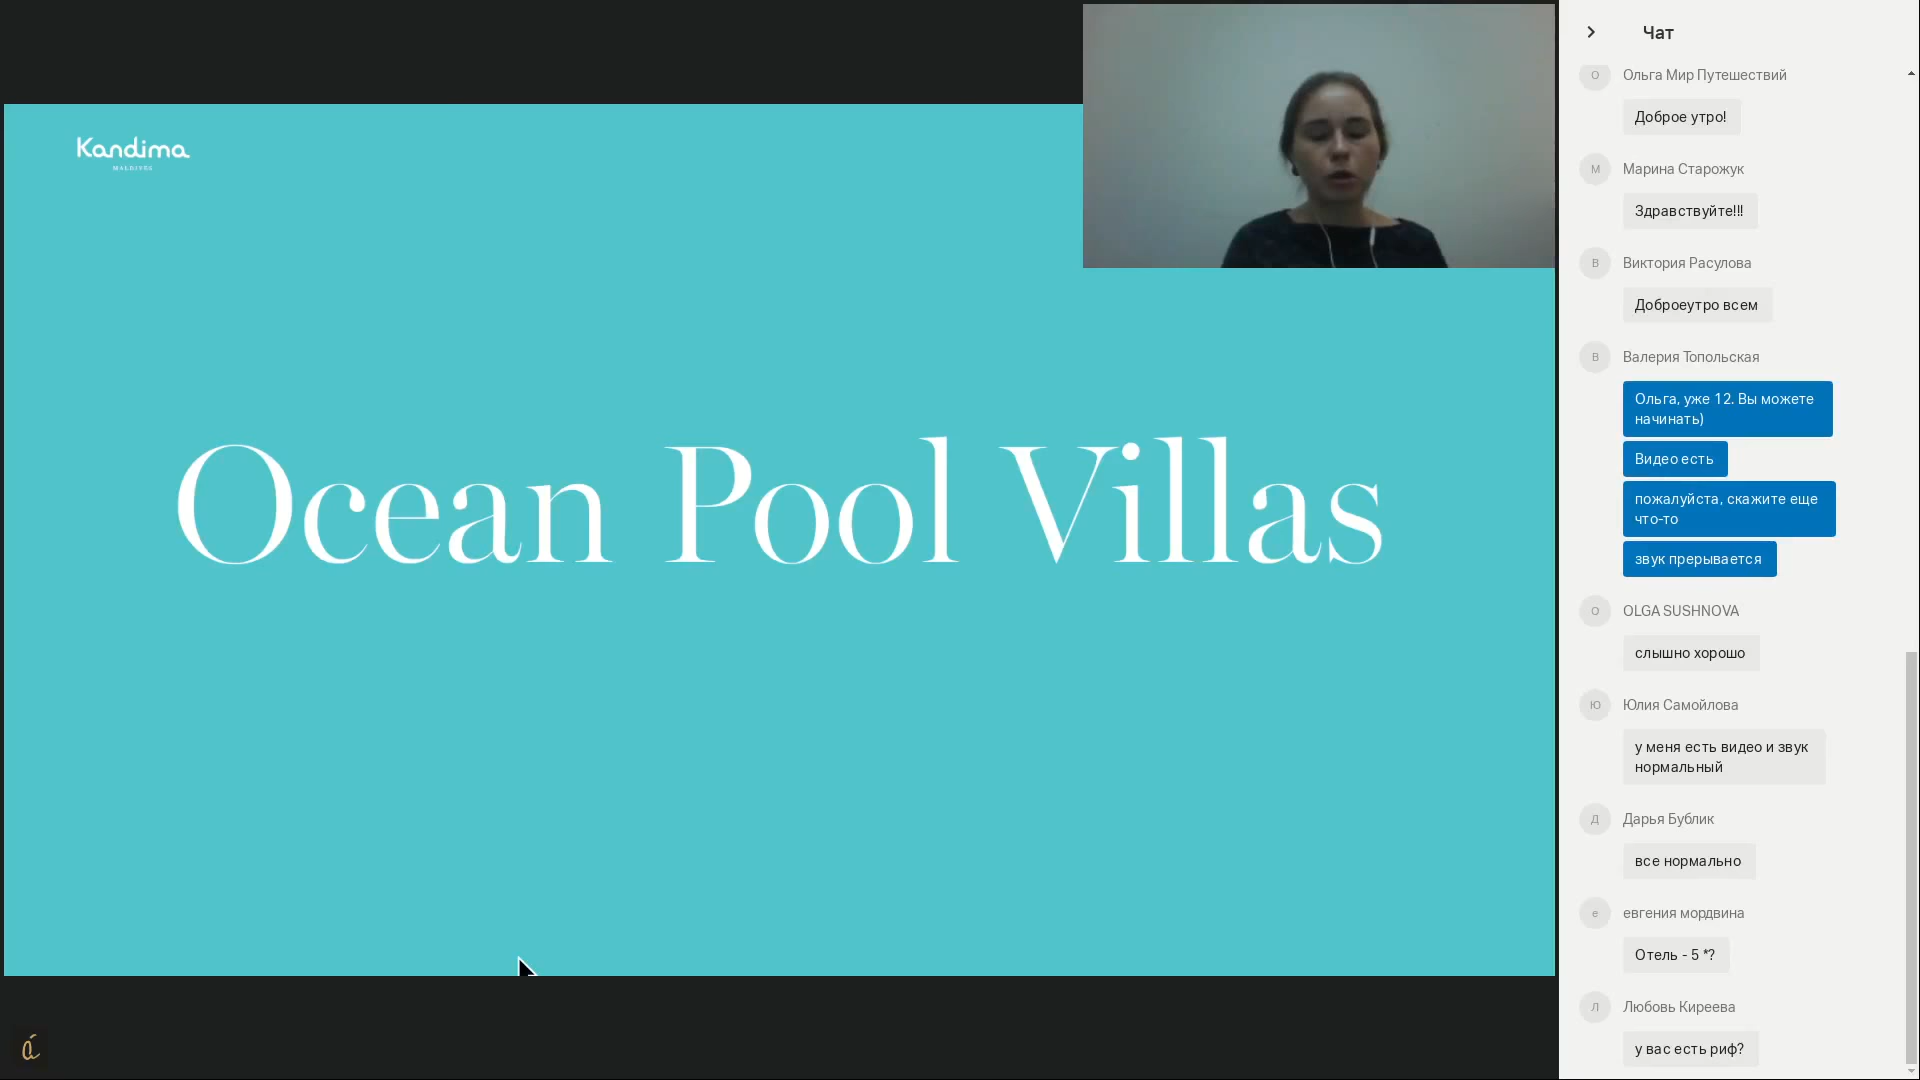 Kandima
MALDIVES
Ocean Pool Villas
á
Чат
О
Ольга Мир Путешествий
Доброе утро!
М
Марина Старожук
Здравствуйте!!!
В
Виктория Расулова
Доброеутро всем
В
Валерия Топольская
Ольга, уже 12. Вы можете
начинать)
Видео есть
пожалуйста, скажите еще
что-то
звук прерывается
O
OLGA SUSHNOVA
слышно хорошо
Ю
Юлия Самойлова
у меня есть видео и звук
нормальный
Д
Дарья Бублик
все нормально
е
евгения мордвина
Отель - 5 *?
Л
Любовь Киреева
у вас есть риф?